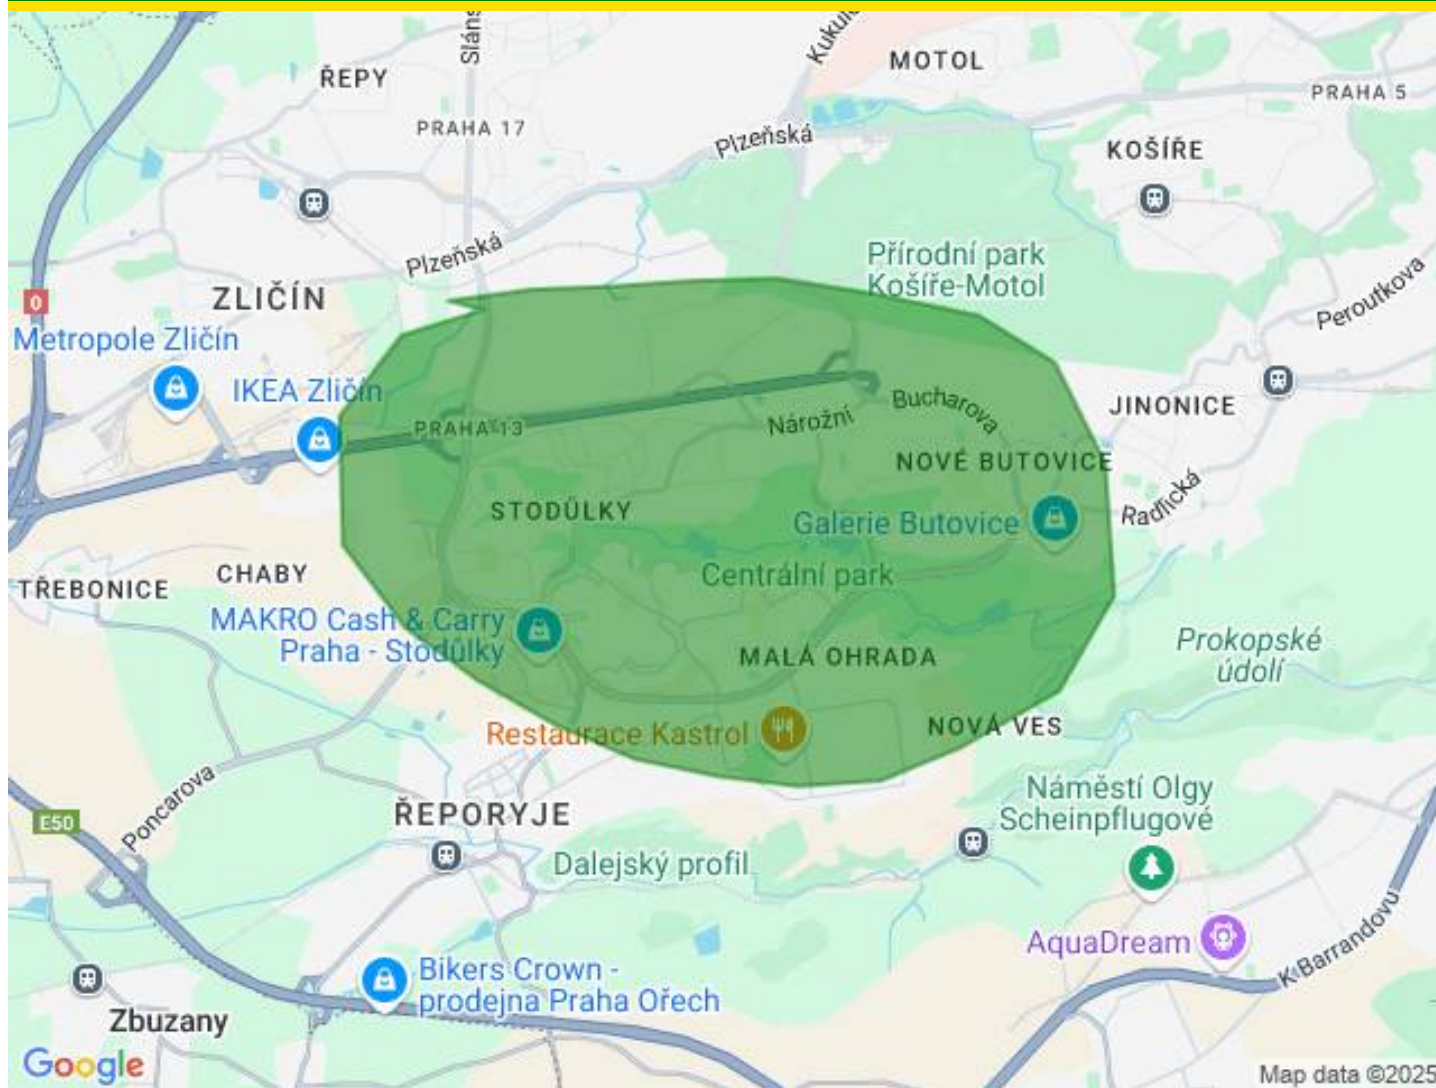 Sláns
Kukulo
ŘEPY
MOTOL
PRAHA 5
PRAHA 17
Plzeňská
KOŠÍŘE
Plzeňská
Přírodní park
Košíře-Motol
ZLIČÍN
0
Peroutkova
Metropole Zličín
IKEA Zličín
Bucharova
JINONICE
PRAHA 13
Nárožní
NOVÉ BUTOVICE
STODŮLKY
Galerie Butovice
Radlická
CHABY
Centrální park
TŘEBONICE
MAKRO Cash & Carry
Praha - Stodůlky
MALÁ OHRADA
Prokopské
údolí
Restaurace Kastrol
NOVÁ VES
Poncarova
Náměstí Olgy
Scheinpflugové
E50
ŘEPORYJE
Dalejský profil
AquaDream
K Barrandovu
Bikers Crown -
prodejna Praha Ořech
Zbuzany
Google
Map data ©2025